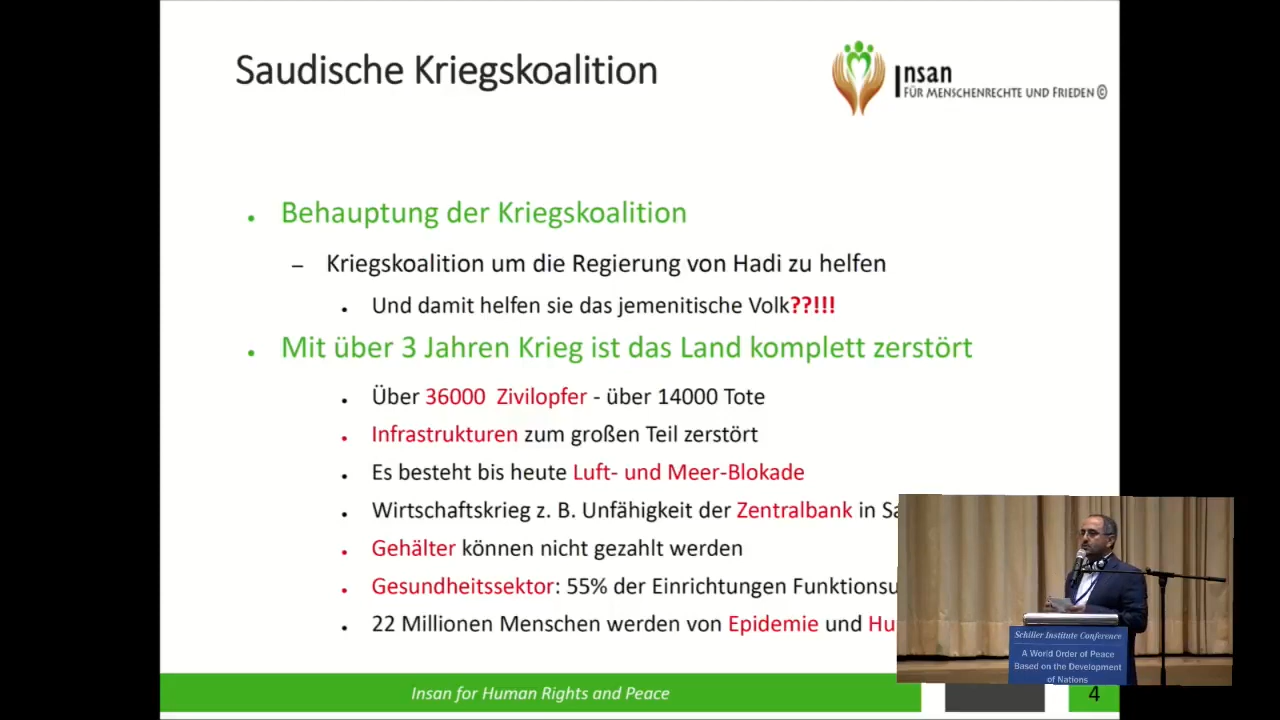 Saudische Kriegskoalition
Insan
FÜR MENSCHENRECHTE UND FRIEDEN ©
Behauptung der Kriegskoalition
– Kriegskoalition um die Regierung von Hadi zu helfen
Und damit helfen sie das jemenitische Volk??!!!
Mit über 3 Jahren Krieg ist das Land komplett zerstört
Über 36000 Zivilopfer - über 14000 Tote
Infrastrukturen zum großen Teil zerstört
Es besteht bis heute Luft- und Meer-Blokade
Wirtschaftskrieg z. B. Unfähigkeit der Zentralbank in
Gehälter können nicht gezahlt werden
Gesundheitssektor: 55% der Einrichtungen
22 Millionen Menschen werden von Epidemie und
Schiller Institute Conference
A World Order of Peace
Based on the Development
of Nations
Insan for Human Rights and Peace
4